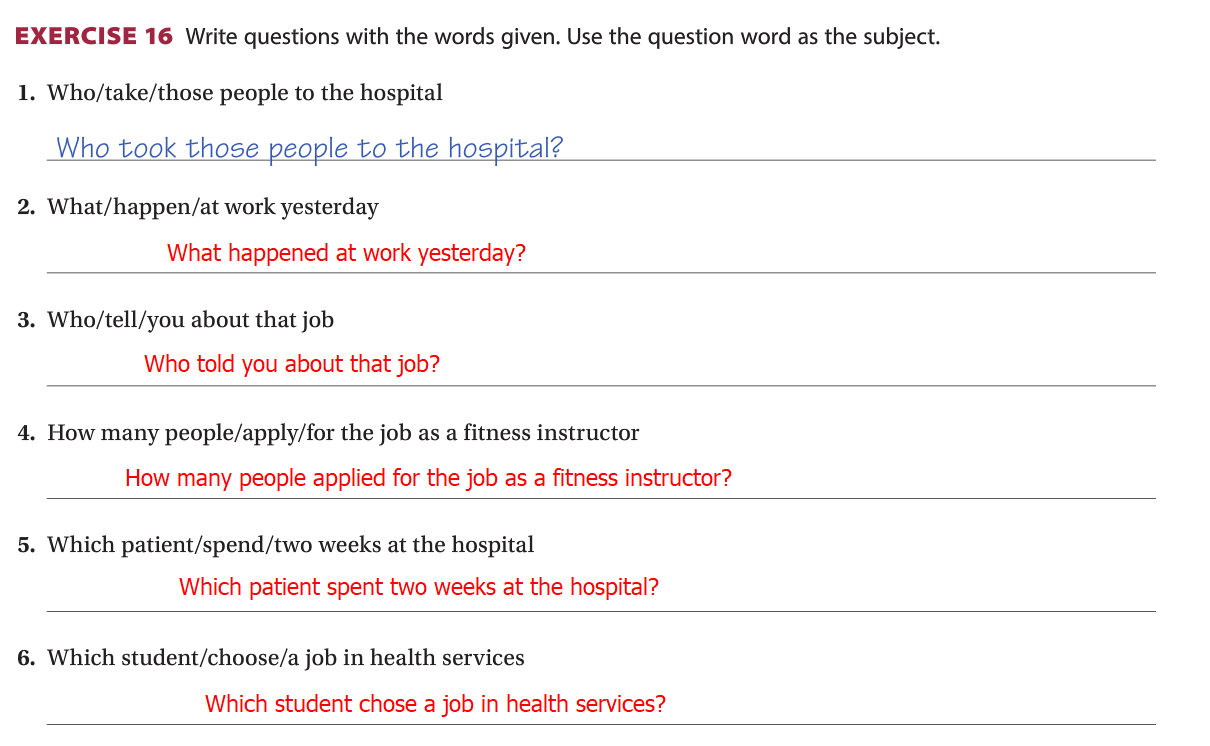 EXERCISE 16 Write questions with the words given. Use the question word as the subject.
1. Who/take/those people to the hospital
Who took those people to the hospital?
2. What/happen/at work yesterday
What happened at work yesterday?
3. Who/tell/you about that job
Who told you about that job?
4. How many people/apply/for the job as a fitness instructor
How many people applied for the job as a fitness instructor?
5. Which patient/spend/two weeks at the hospital
Which patient spent two weeks at the hospital?
6. Which student/choose/a job in health services
Which student chose a job in health services?